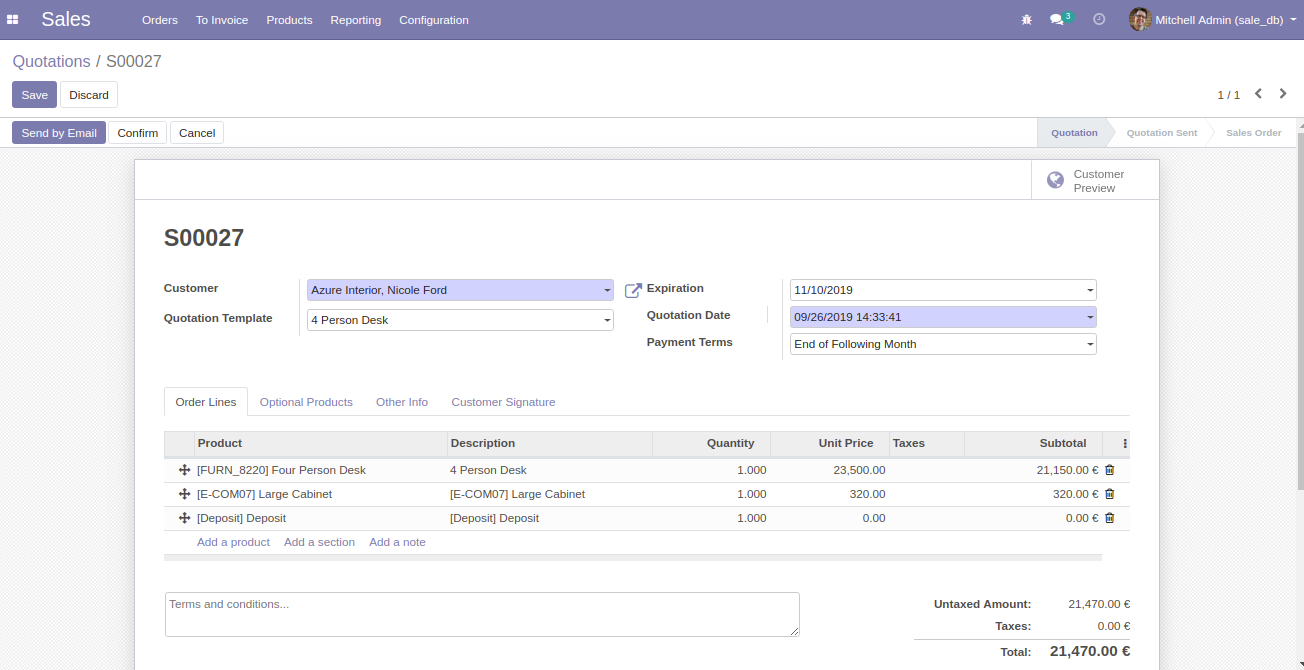 Sales Orders To Invoice Products Reporting Configuration 3 Mitchell Admin (sale_db)
Quotations / S00027
Save Discard 1 / 1
Send by Email Confirm Cancel Quotation Quotation Sent Sales Order
Customer
Preview
S00027
Customer Azure Interior, Nicole Ford Expiration 11/10/2019
Quotation Template 4 Person Desk Quotation Date 09/26/2019 14:33:41
Payment Terms End of Following Month
Order Lines Optional Products Other Info Customer Signature
Product Description Quantity Unit Price Taxes Subtotal
[FURN_8220] Four Person Desk 4 Person Desk 1.000 23,500.00 21,150.00 €
[E-COM07] Large Cabinet [E-COM07] Large Cabinet 1.000 320.00 320.00 €
[Deposit] Deposit [Deposit] Deposit 1.000 0.00 0.00 €
Add a product Add a section Add a note
Terms and conditions... Untaxed Amount: 21,470.00 €
Taxes: 0.00 €
Total: 21,470.00 €